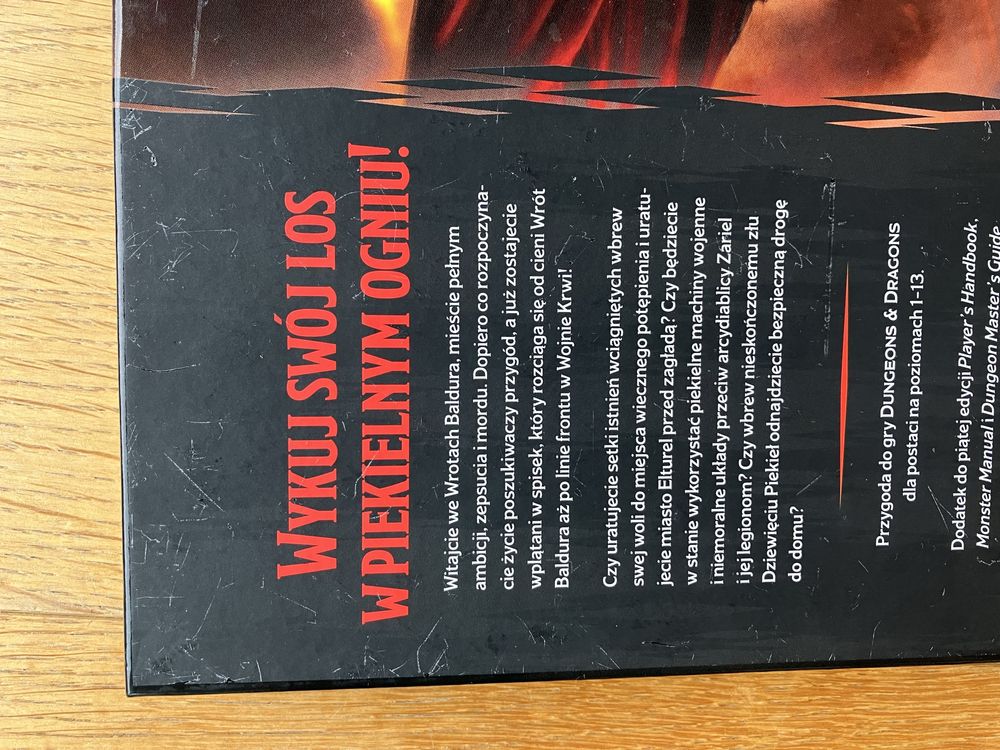 WYKUJ SWÓJ LOS
W PIEKIELNYM OGNIU!
Witajcie we Wrotach Baldura, mieście pełnym
ambicji, zepsucia i mordu. Dopiero co rozpoczyna-
cie życie poszukiwaczy przygód, a już zostajecie
wplątani w spisek, który rozciąga się od cieni Wrót
Baldura aż po linie frontu w Wojnie Krwi!
Czy uratujecie setki istnień wciągniętych wbrew
swej woli do miejsca wiecznego potępienia i uratu-
jecie miasto Elturel przed zagładą? Czy będziecie
w stanie wykorzystać piekielne machiny wojenne
i niemoralne układy przeciw arcydiablicy Zariel
i jej legionom? Czy wbrew nieskończonemu złu
Dziewięciu Piekieł odnajdziecie bezpieczną drogę
do domu?
Przygoda do gry DUNGEONS & DRAGONS
dla postaci na poziomach 1-13.
Dodatek do piątej edycji Player's Handbook,
Monster Manual i Dungeon Master's Guide